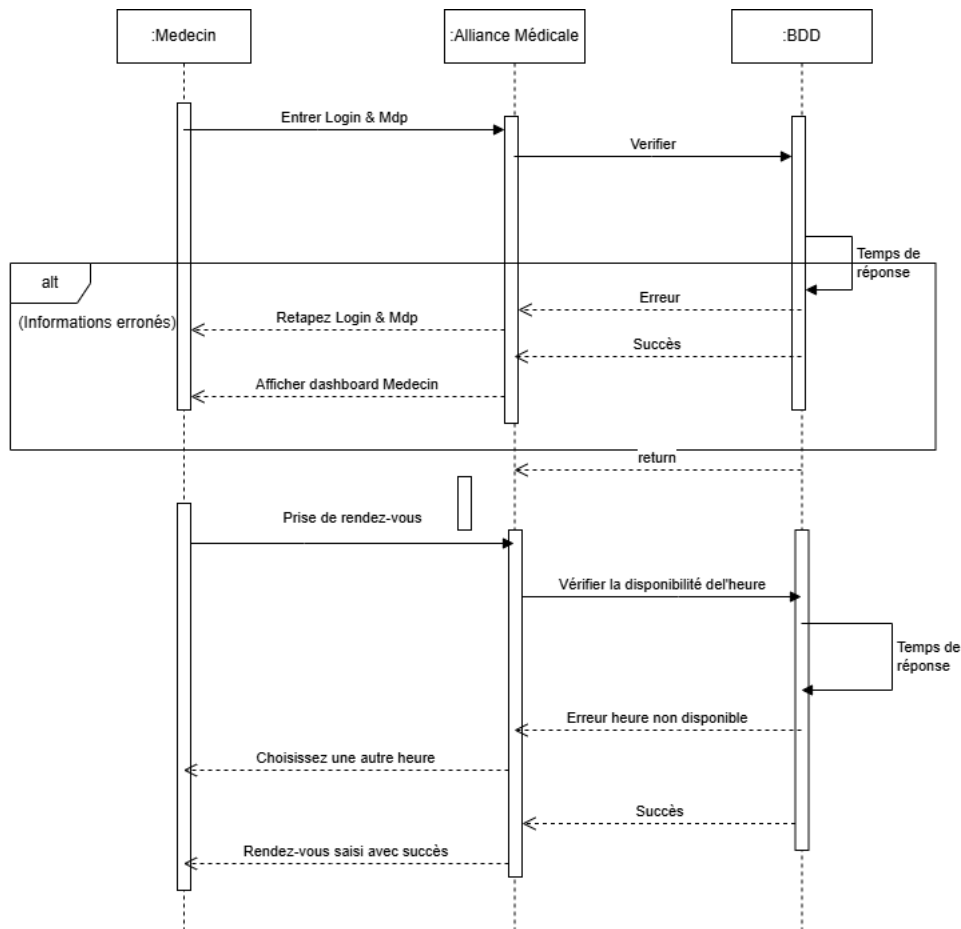 :Medecin
:Alliance Médicale
:BDD
Entrer Login & Mdp
Verifier
Temps de
réponse
alt
(Informations erronés)
Erreur
Retapez Login & Mdp
Succès
Afficher dashboard Medecin
return
Prise de rendez-vous
Vérifier la disponibilité del'heure
Temps de
réponse
Erreur heure non disponible
Choisissez une autre heure
Succès
Rendez-vous saisi avec succès